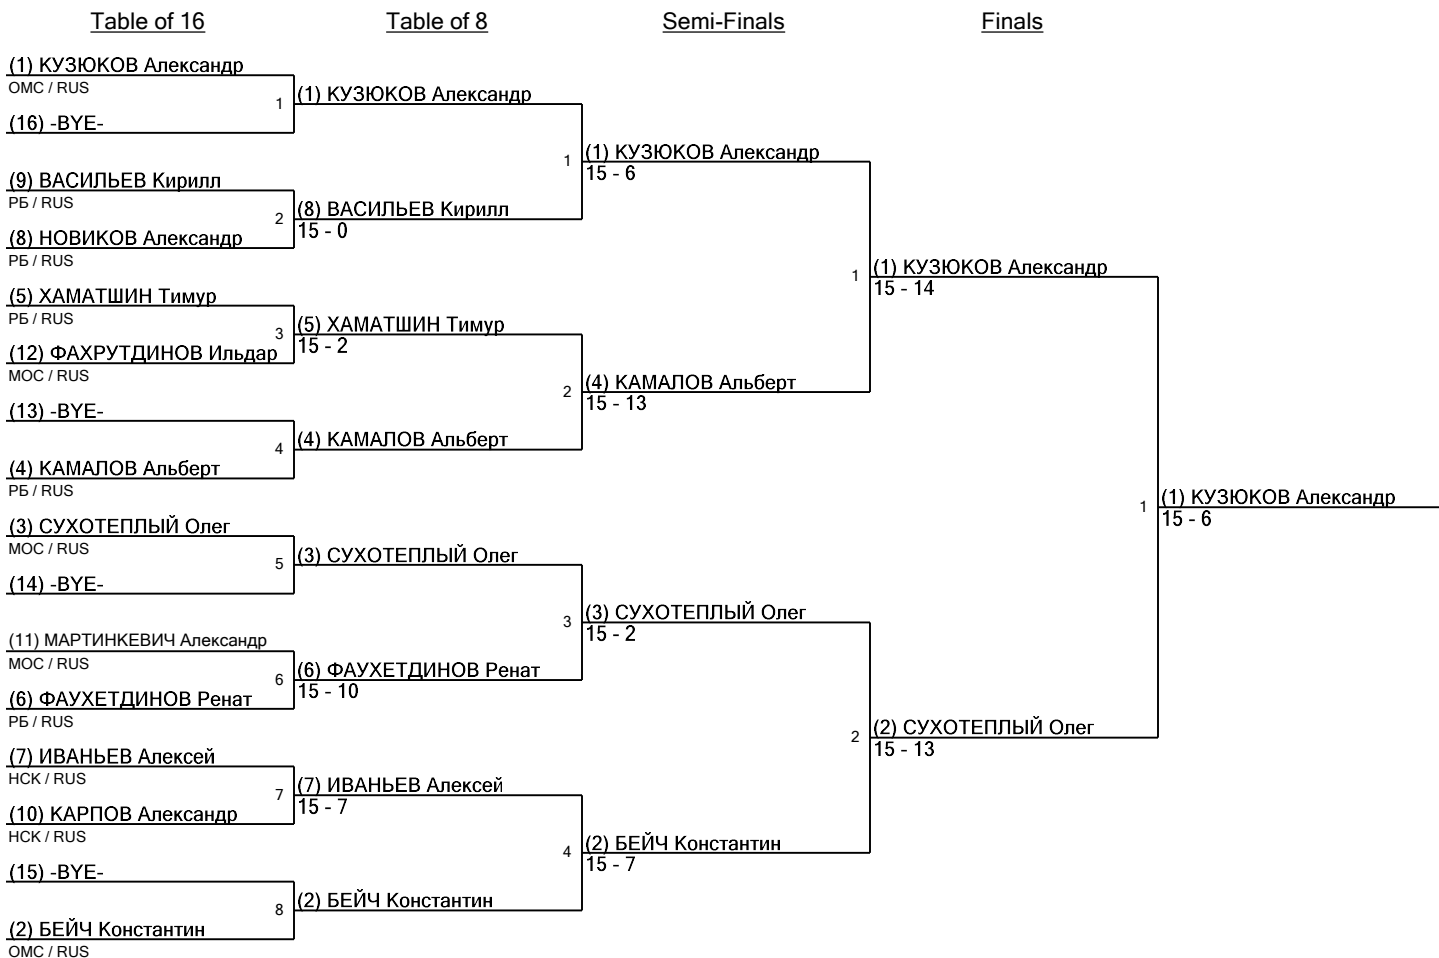 Table of 16
Table of 8
Semi-Finals
Finals
(1) КУЗЮКОВ Александр
ОМС / RUS
(16) -BYE-
(9) ВАСИЛЬЕВ Кирилл
РБ / RUS
(8) НОВИКОВ Александр
РБ / RUS
(5) ХАМАТШИН Тимур
РБ / RUS
(12) ФАХРУТДИНОВ Ильдар
МОС / RUS
(13) -BYE-
(4) КАМАЛОВ Альберт
РБ / RUS
(3) СУХОТЕПЛЫЙ Олег
МОС / RUS
(14) -BYE-
(11) МАРТИНКЕВИЧ Александр
МОС / RUS
(6) ФАУХЕТДИНОВ Ренат
РБ / RUS
(7) ИВАНЬЕВ Алексей
НСК / RUS
(10) КАРПОВ Александр
НСК / RUS
(15) -BYE-
(2) БЕЙЧ Константин
ОМС / RUS
1
2
3
4
5
6
7
8
(1) КУЗЮКОВ Александр
(8) ВАСИЛЬЕВ Кирилл
15 - 0
(5) ХАМАТШИН Тимур
15 - 2
(4) КАМАЛОВ Альберт
(3) СУХОТЕПЛЫЙ Олег
(6) ФАУХЕТДИНОВ Ренат
15 - 10
(7) ИВАНЬЕВ Алексей
15 - 7
(2) БЕЙЧ Константин
1
2
3
4
(1) КУЗЮКОВ Александр
15 - 6
(4) КАМАЛОВ Альберт
15 - 13
(3) СУХОТЕПЛЫЙ Олег
15 - 2
(2) БЕЙЧ Константин
15 - 7
1
2
(1) КУЗЮКОВ Александр
15 - 14
(2) СУХОТЕПЛЫЙ Олег
15 - 13
1
(1) КУЗЮКОВ Александр
15 - 6